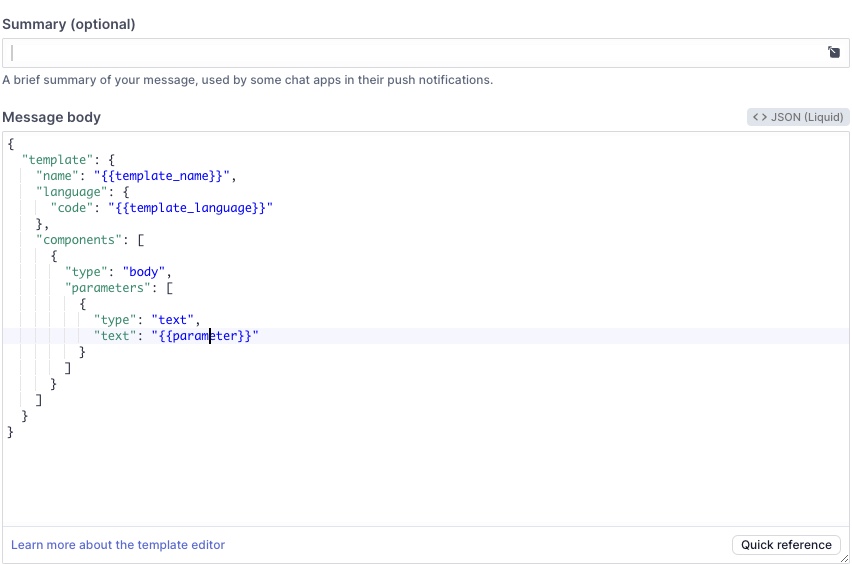 Summary (optional)
A brief summary of your message, used by some chat apps in their push notifications.
Message body
<> JSON (Liquid)
{
  "template": {
    "name": "{{template_name}}",
    "language": {
      "code": "{{template_language}}"
    },
    "components": [
      {
        "type": "body",
        "parameters": [
          {
            "type": "text",
            "text": "{{parameter}}"
          }
        ]
      }
    ]
  }
}
Learn more about the template editor
Quick reference